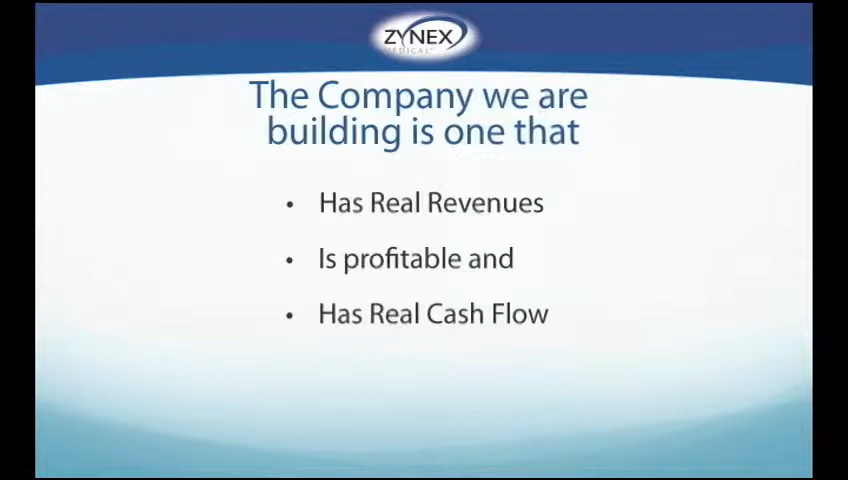 ZYNEX
MEDICAL
The Company we are
building is one that
• Has Real Revenues
• Is profitable and
• Has Real Cash Flow